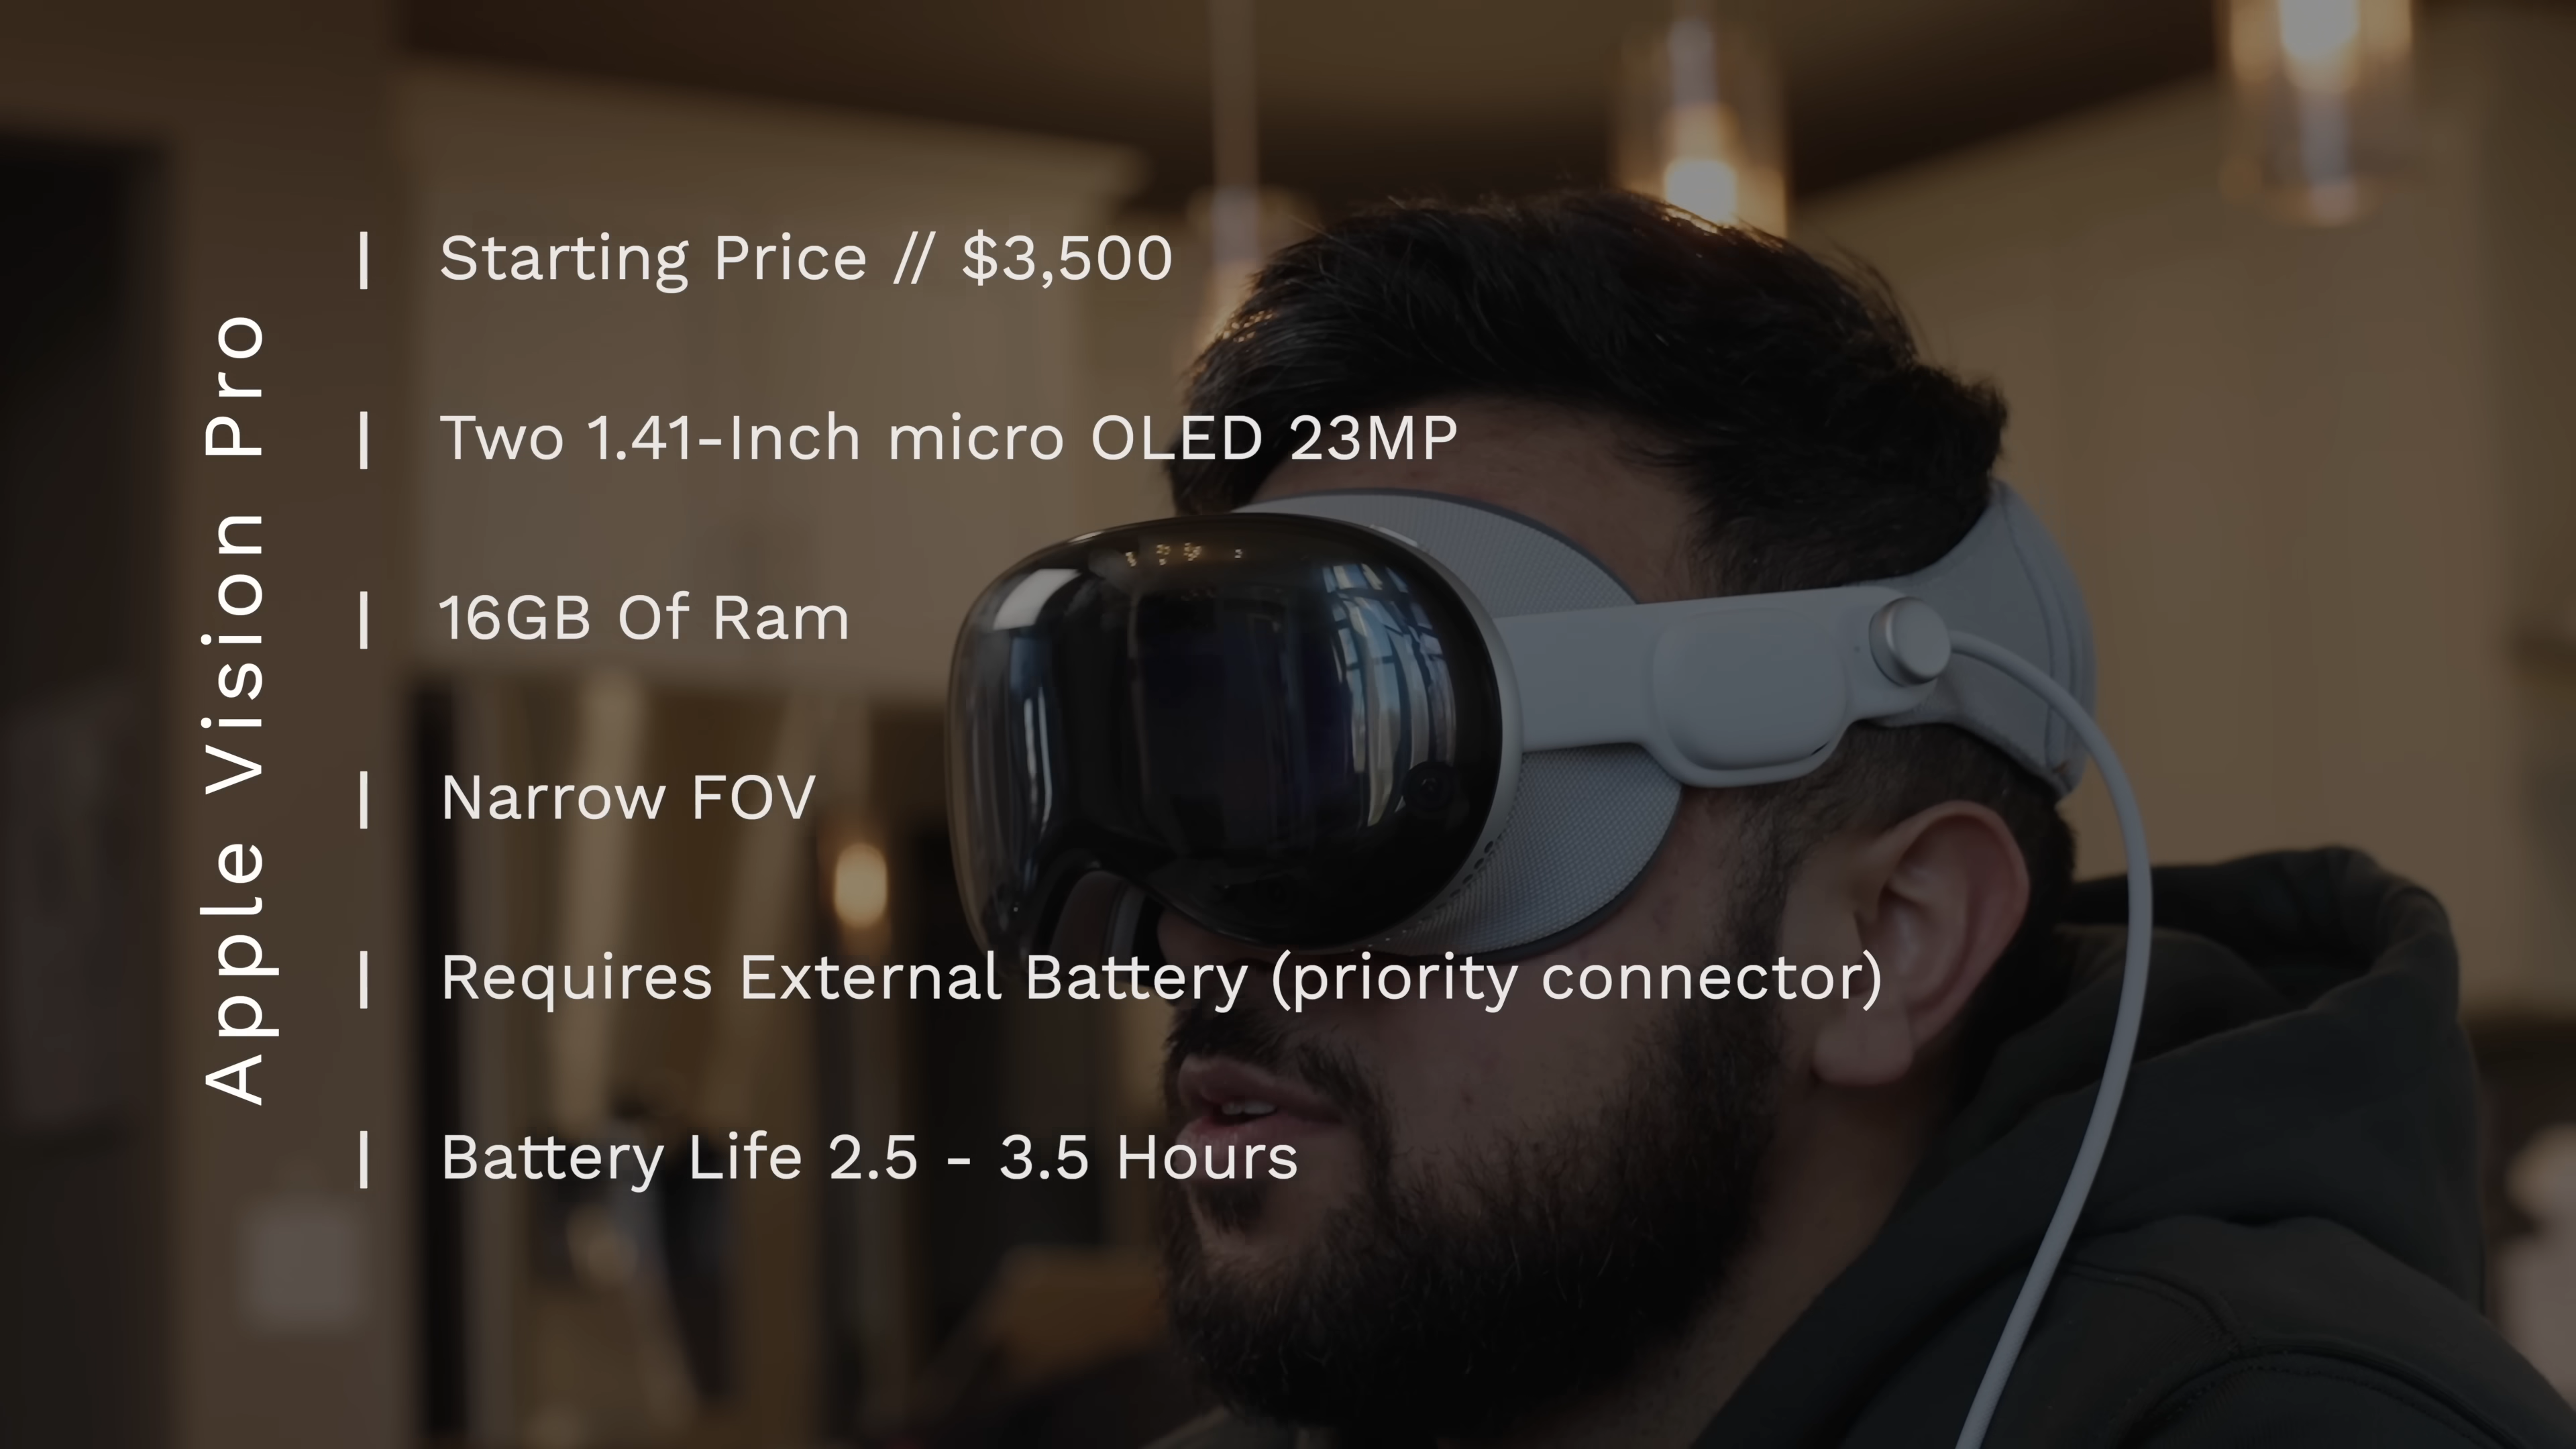 Apple Vision Pro
| Starting Price // $3,500
| Two 1.41-Inch micro OLED 23MP
| 16GB Of Ram
| Narrow FOV
| Requires External Battery (priority connector)
| Battery Life 2.5 - 3.5 Hours